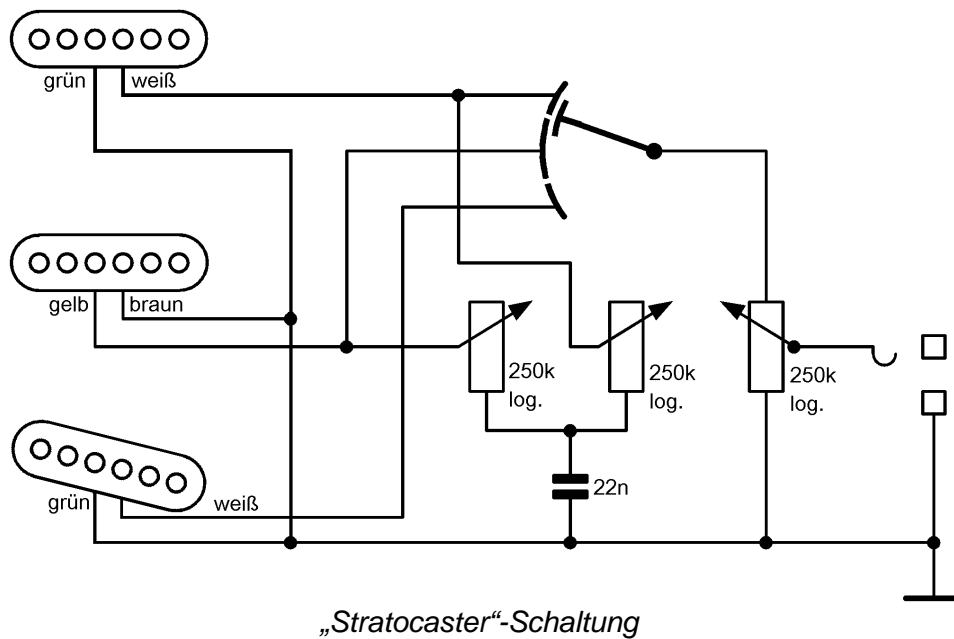 grün weiß
gelb braun
250k
log.
250k
log.
250k
log.
grün weiß
22n
„Stratocaster“-Schaltung